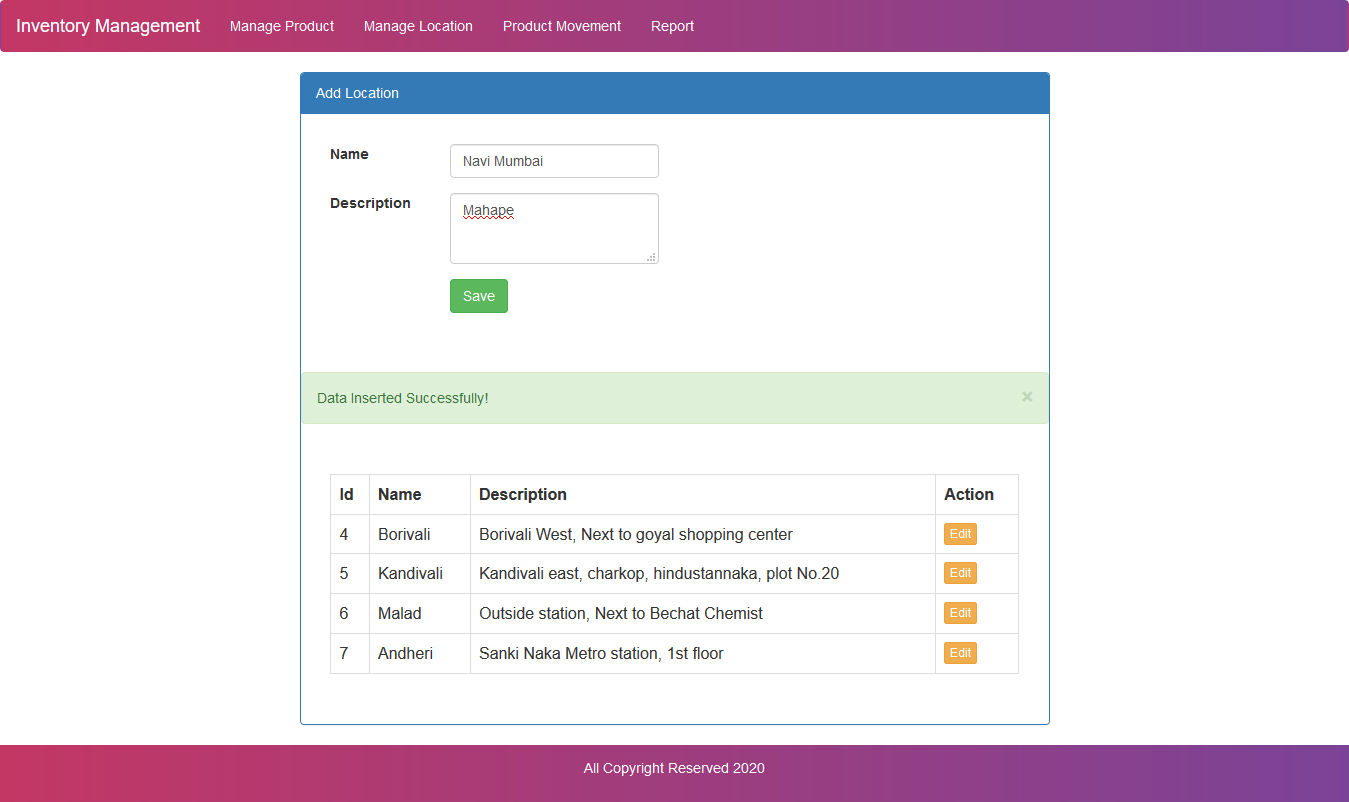 Inventory Management Manage Product Manage Location Product Movement Report
Add Location
Name Navi Mumbai
Description Mahape
Save
Data Inserted Successfully! ×
Id Name Description Action
4 Borivali Borivali West, Next to goyal shopping center Edit
5 Kandivali Kandivali east, charkop, hindustannaka, plot No.20 Edit
6 Malad Outside station, Next to Bechat Chemist Edit
7 Andheri Sanki Naka Metro station, 1st floor Edit
All Copyright Reserved 2020